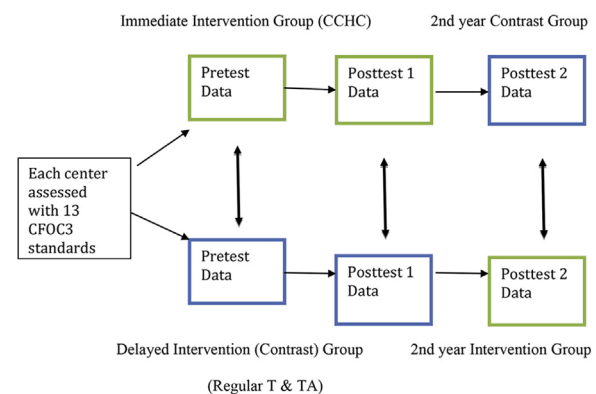 Immediate Intervention Group (CCHC)
2nd year Contrast Group
Pretest
Data
Posttest 1
Data
Posttest 2
Data
Each center
assessed
with 13
CFOC3
standards
Pretest
Data
Posttest 1
Data
Posttest 2
Data
Delayed Intervention (Contrast) Group
2nd year Intervention Group
(Regular T & TA)